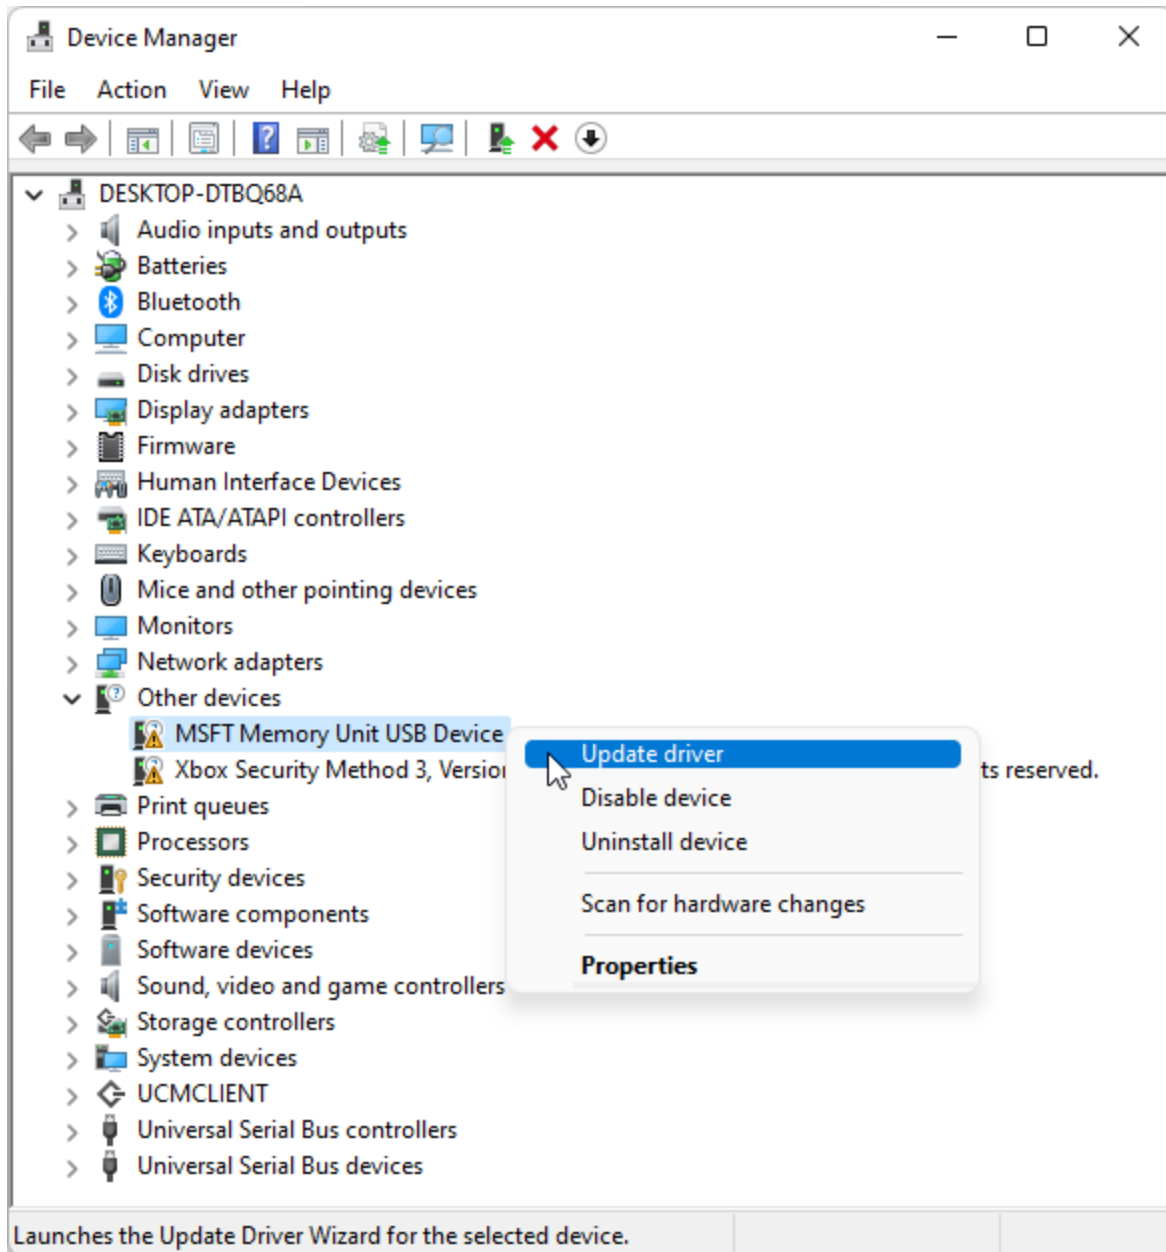 Device Manager
File Action View Help
DESKTOP-DTBQ68A
Audio inputs and outputs
Batteries
Bluetooth
Computer
Disk drives
Display adapters
Firmware
Human Interface Devices
IDE ATA/ATAPI controllers
Keyboards
Mice and other pointing devices
Monitors
Network adapters
Other devices
MSFT Memory Unit USB Device
Xbox Security Method 3, Version ts reserved.
Print queues
Processors
Security devices
Software components
Software devices
Sound, video and game controllers
Storage controllers
System devices
UCMCLIENT
Universal Serial Bus controllers
Universal Serial Bus devices
Update driver
Disable device
Uninstall device
Scan for hardware changes
Properties
Launches the Update Driver Wizard for the selected device.